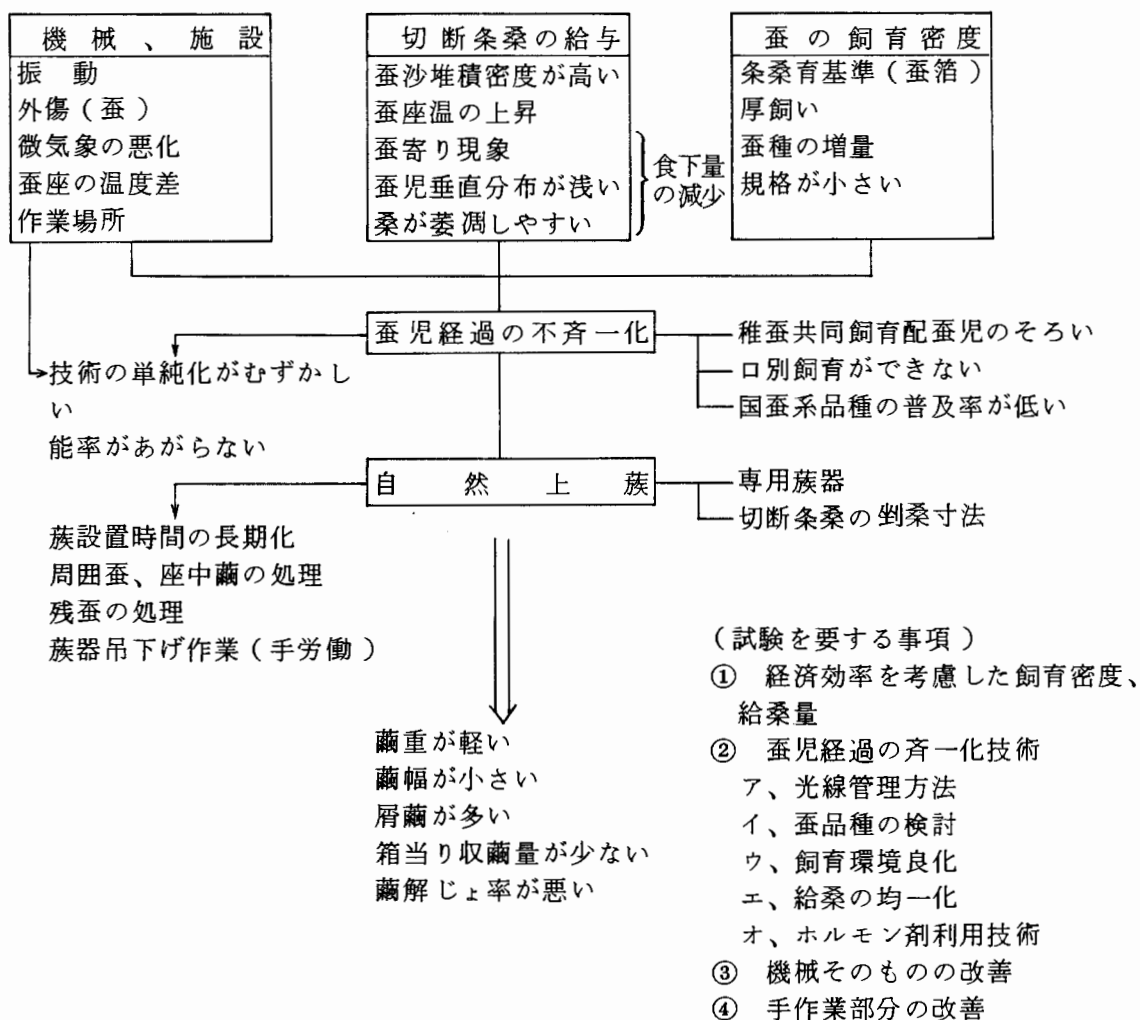 機械、施設
振動
外傷(蚕)
微気象の悪化
蚕座の温度差
作業場所
切断条桑の給与
蚕沙堆積密度が高い
蚕座温の上昇
蚕寄り現象
蚕児垂直分布が浅い
桑が萎凋しやすい
食下量
の減少
蚕の飼育密度
条桑育基準(蚕箔)
厚飼い
蚕種の増量
規格が小さい
蚕児経過の不斉一化
技術の単純化がむずかし
い
能率があがらない
稚蚕共同飼育配蚕児のそろい
口別飼育ができない
国蚕系品種の普及率が低い
自然上蔟
専用蔟器
切断条桑の剉桑寸法
蔟設置時間の長期化
周囲蚕、座中繭の処理
残蚕の処理
蔟器吊下げ作業(手労働)
繭重が軽い
繭幅が小さい
屑繭が多い
箱当り収繭量が少ない
繭解じょ率が悪い
(試験を要する事項)
① 経済効率を考慮した飼育密度、
給桑量
② 蚕児経過の斉一化技術
ア、光線管理方法
イ、蚕品種の検討
ウ、飼育環境良化
エ、給桑の均一化
オ、ホルモン剤利用技術
③ 機械そのものの改善
④ 手作業部分の改善